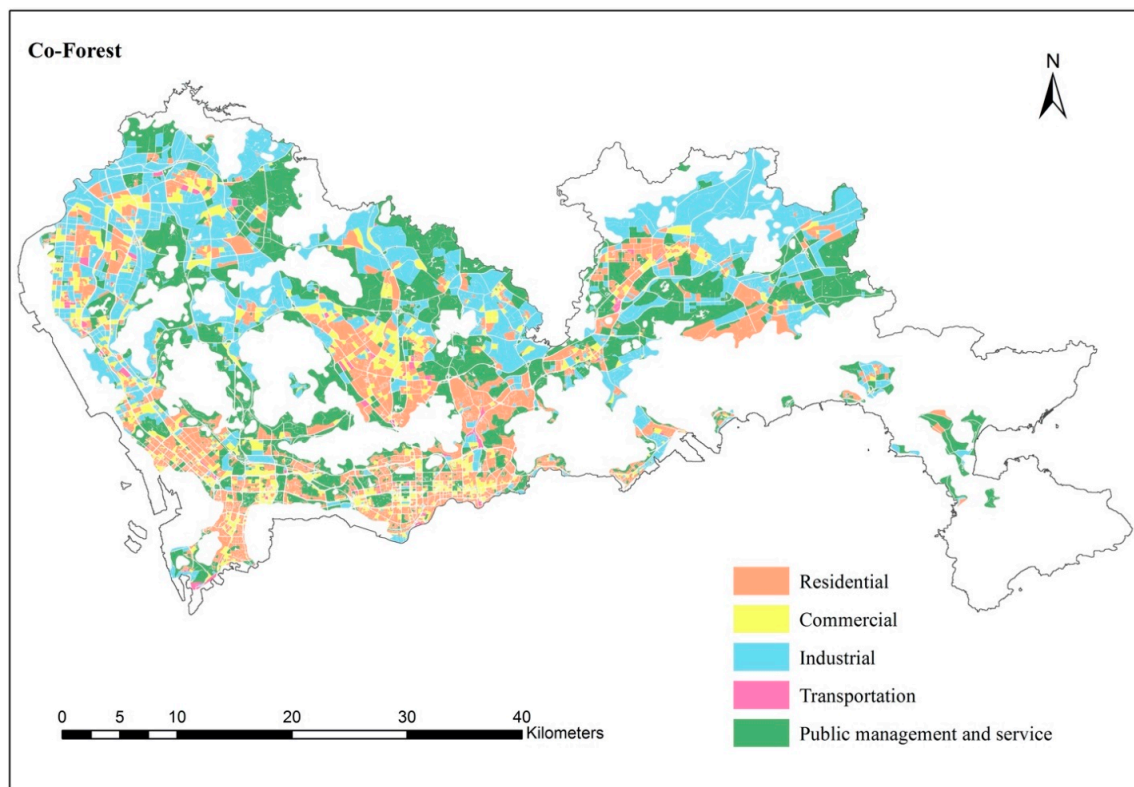 Co-Forest
N
Residential
Commercial
Industrial
Transportation
Public management and service
0 5 10 20 30 40
Kilometers